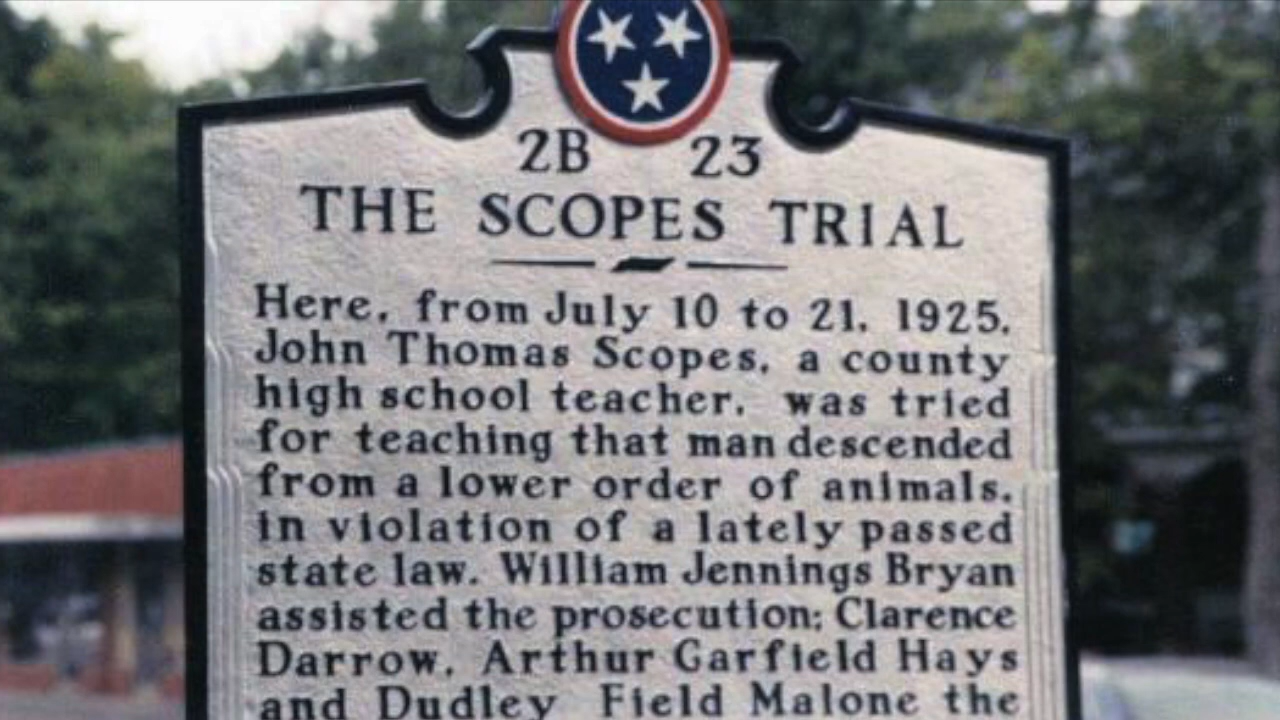 2B 23
THE SCOPES TRIAL
Here, from July 10 to 21, 1925,
John Thomas Scopes, a county
high school teacher, was tried
for teaching that man descended
from a lower order of animals,
in violation of a lately passed
state law. William Jennings Bryan
assisted the prosecution; Clarence
Darrow, Arthur Garfield Hays
and Dudley Field Malone the